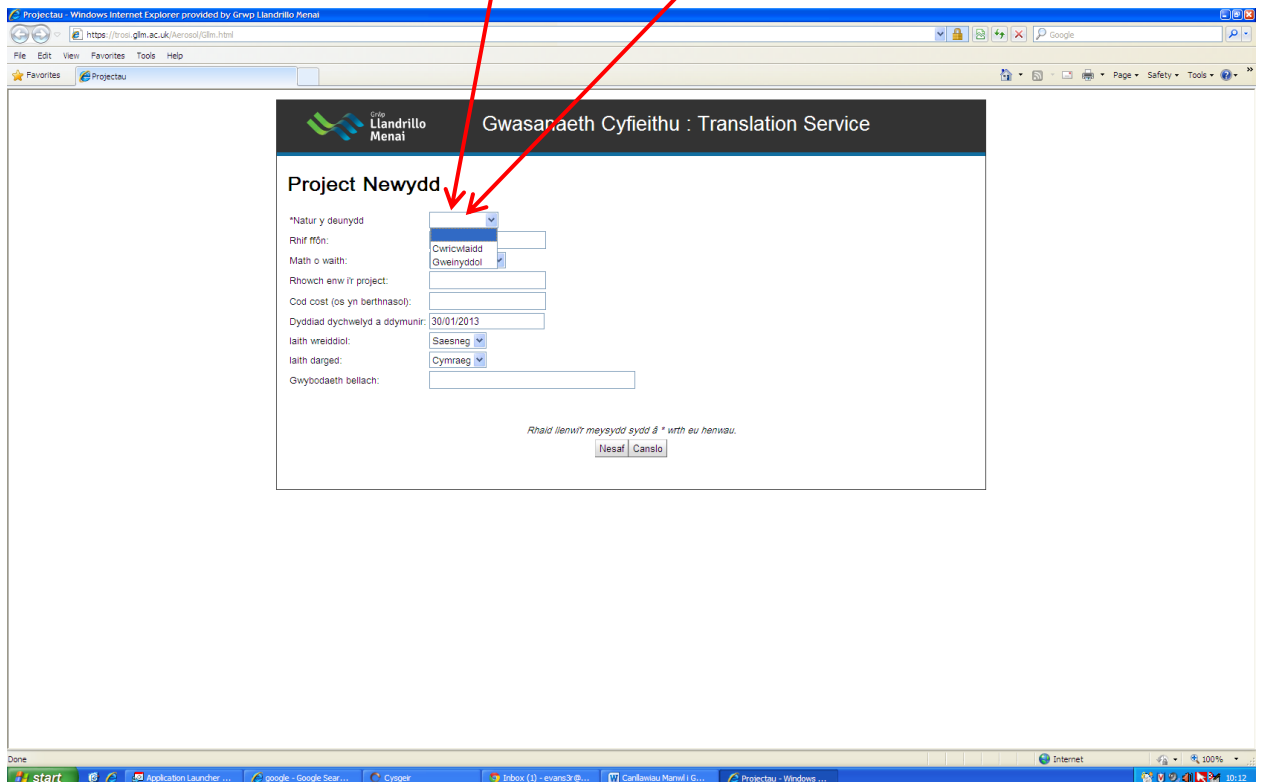 Projectau - Windows Internet Explorer provided by Grwp Llandrillo Menai
https://trosi.gllm.ac.uk/Aerosol/Gllm.html
Google
File Edit View Favorites Tools Help
Favorites Projectau
Page Safety Tools
Grŵp
Llandrillo
Menai
Gwasanaeth Cyfieithu : Translation Service
Project Newydd
*Natur y deunydd
Rhif ffôn:
Cwricwlaidd
Math o waith:
Gweinyddol
Rhowch enw i'r project:
Cod cost (os yn berthnasol):
Dyddiad dychwelyd a ddymunir: 30/01/2013
Iaith wreiddiol: Saesneg
Iaith darged: Cymraeg
Gwybodaeth bellach:
Rhaid llenwi'r meysydd sydd â * wrth eu henwau.
Nesaf Canslo
Done
Internet
100%
start
Application Launcher ...
google - Google Sear...
Cysgeir
Inbox (1) - evans3r@...
Canllawiau Manwl i G...
Projectau - Windows ...
10:12